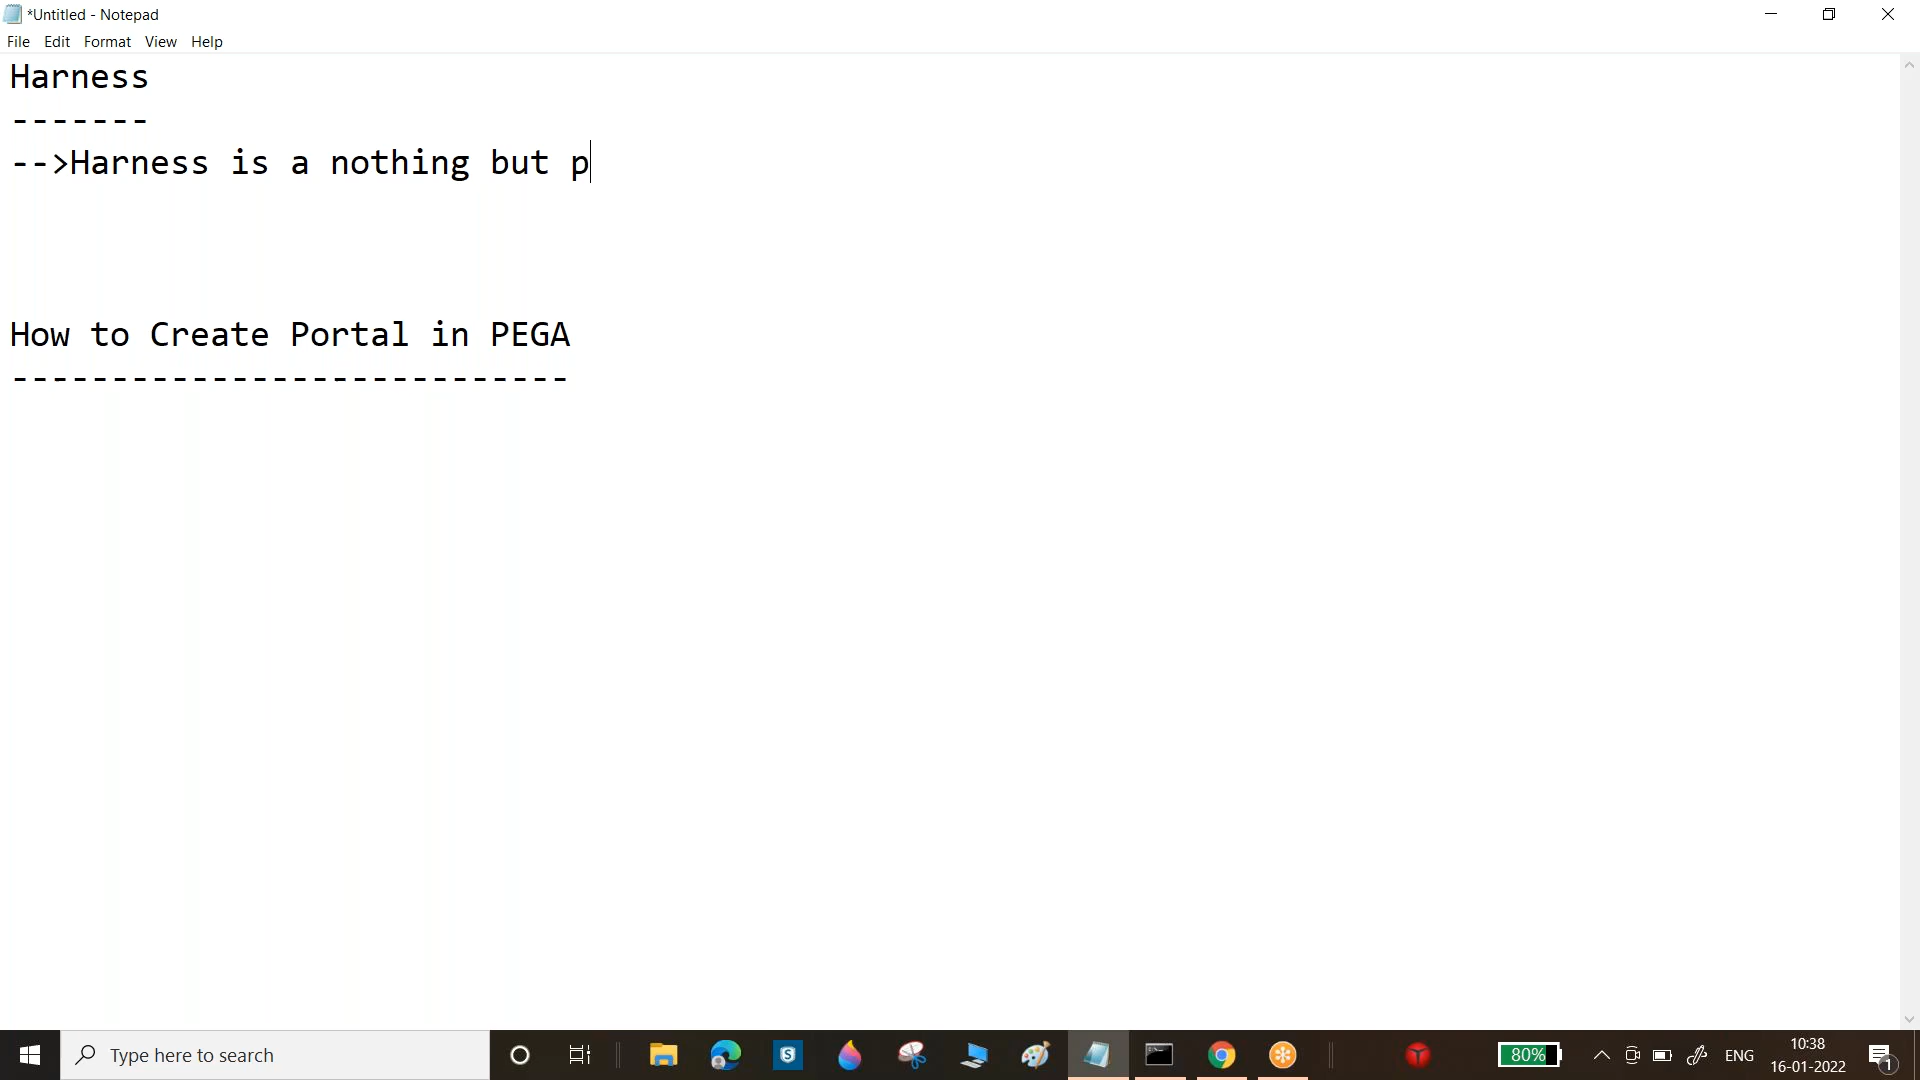 *Untitled - Notepad
File Edit Format View Help
Harness
-------
-->Harness is a nothing but p
How to Create Portal in PEGA
----------------------------
Type here to search
80%
ENG
10:38
16-01-2022
1